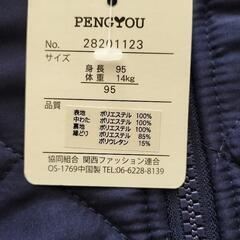 PENGYOU
No. 28201123
サイズ
身長 95
体重 14kg
95
品質
表地 ポリエステル 100%
中わた ポリエステル 100%
裏地 ポリエステル 100%
縁どり ポリエステル 85%
ポリウレタン 15%
協同組合 関西ファッション連合
OS-1769中国製 TEL 06-6228-8139